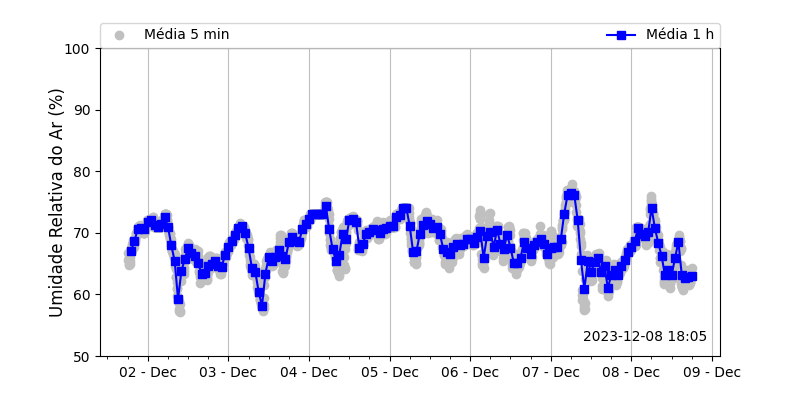 Média 5 min
Média 1 h
Umidade Relativa do Ar (%)
100
90
80
70
60
50
2023-12-08 18:05
02 - Dec
03 - Dec
04 - Dec
05 - Dec
06 - Dec
07 - Dec
08 - Dec
09 - Dec